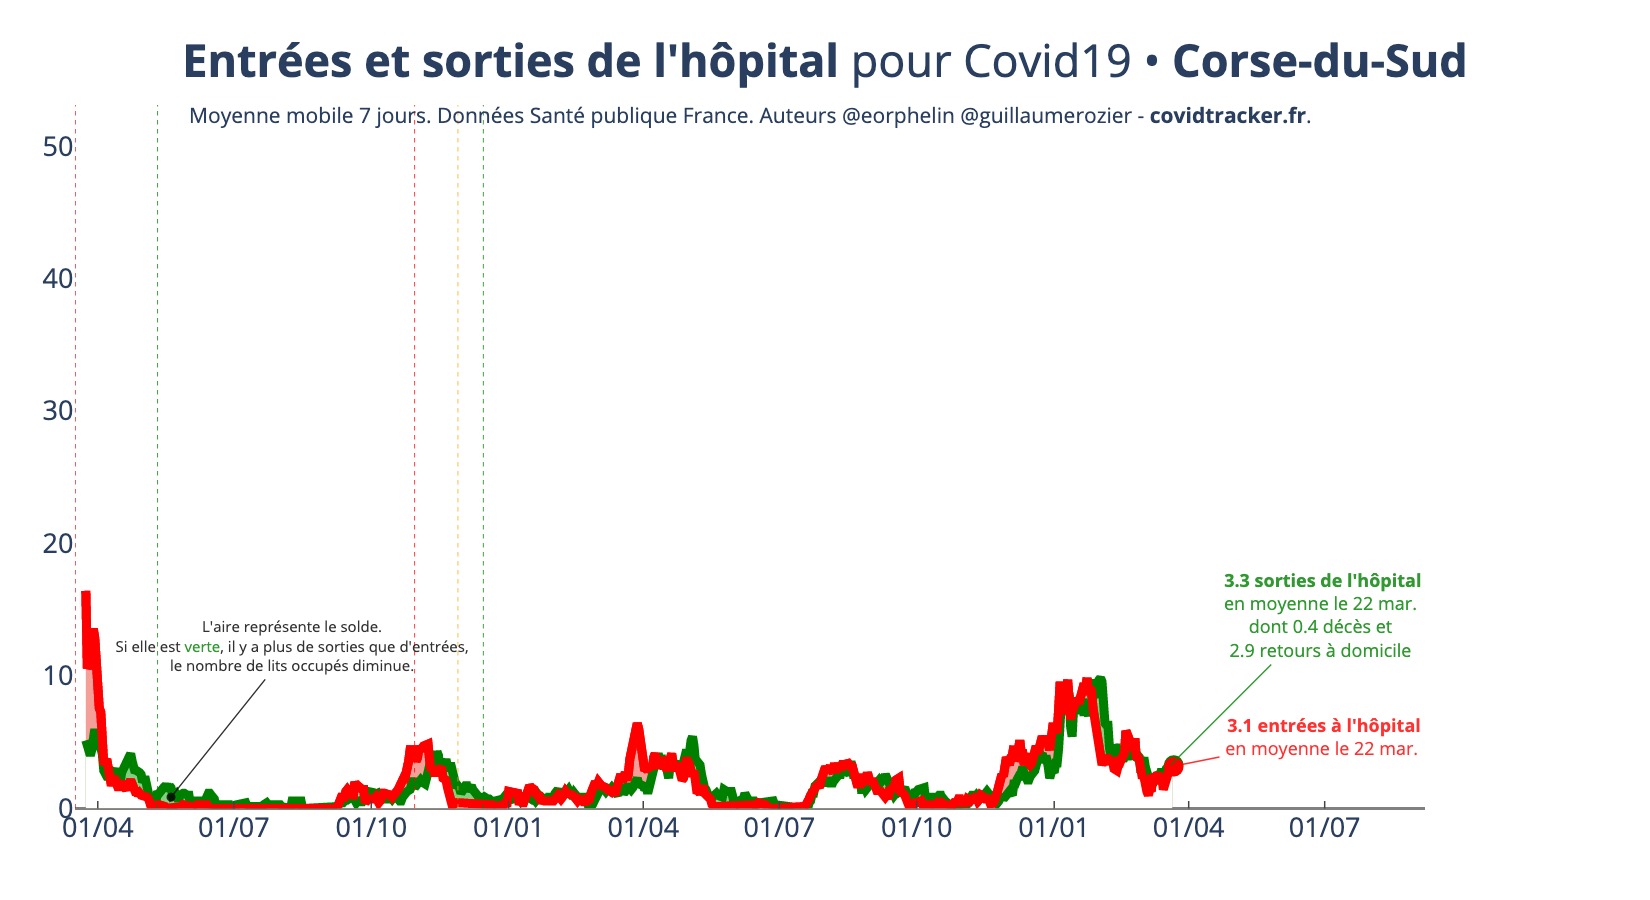 Entrées et sorties de l'hôpital pour Covid19 • Corse-du-Sud
Moyenne mobile 7 jours. Données Santé publique France. Auteurs @eorphelin @guillaumerozier - covidtracker.fr.
50
40
30
20
10
0
L'aire représente le solde.
Si elle est verte, il y a plus de sorties que d'entrées,
le nombre de lits occupés diminue.
3.3 sorties de l'hôpital
en moyenne le 22 mar.
dont 0.4 décès et
2.9 retours à domicile
3.1 entrées à l'hôpital
en moyenne le 22 mar.
01/04 01/07 01/10 01/01 01/04 01/07 01/10 01/01 01/04 01/07